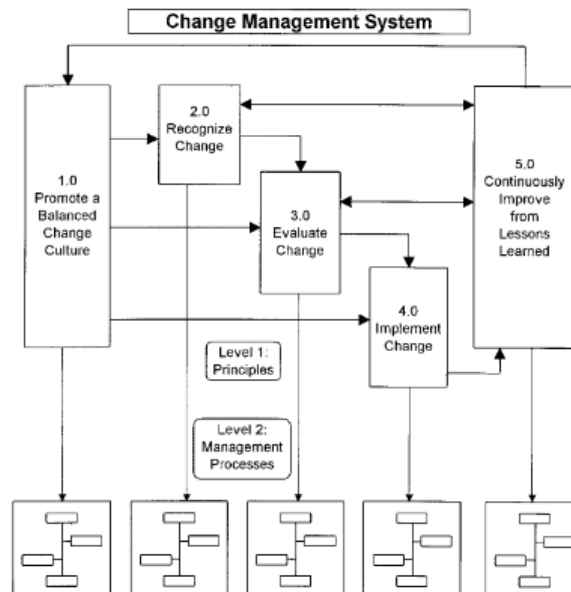 Change Management System
1.0
Promote a
Balanced
Change
Culture
2.0
Recognize
Change
3.0
Evaluate
Change
4.0
Implement
Change
5.0
Continuously
Improve
from
Lessons
Learned
Level 1:
Principles
Level 2:
Management
Processes